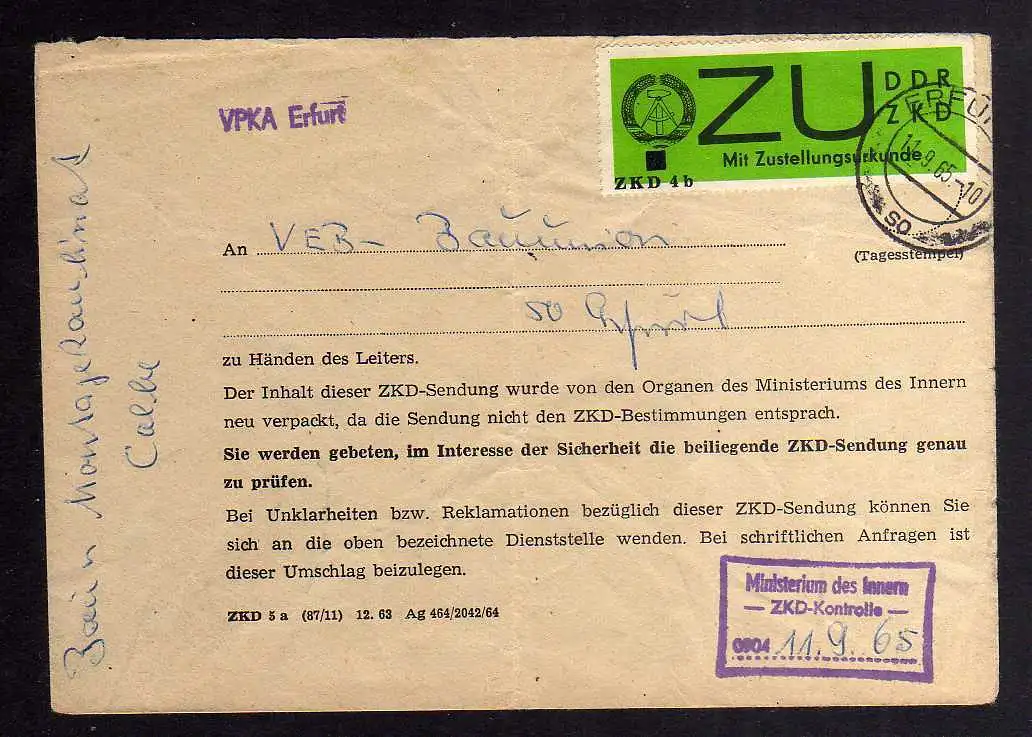 VPKA Erfurt
ZU
DDR
ZKD
Mit Zustellungsurkunde
ZKD 4 b
ERFUR
11.9.65.-10
so
(Tagesstempel)
An VEB- Bauunion
50 Erfurt
zu Händen des Leiters.
Der Inhalt dieser ZKD-Sendung wurde von den Organen des Ministeriums des Innern
neu verpackt, da die Sendung nicht den ZKD-Bestimmungen entsprach.
Sie werden gebeten, im Interesse der Sicherheit die beiliegende ZKD-Sendung genau
zu prüfen.
Bei Unklarheiten bzw. Reklamationen bezüglich dieser ZKD-Sendung können Sie
sich an die oben bezeichnete Dienststelle wenden. Bei schriftlichen Anfragen ist
dieser Umschlag beizulegen.
ZKD 5 a (87/11) 12. 63 Ag 464/2042/64
Ministerium des Innern
— ZKD-Kontrolle —
0904 11.9.65
Calbe